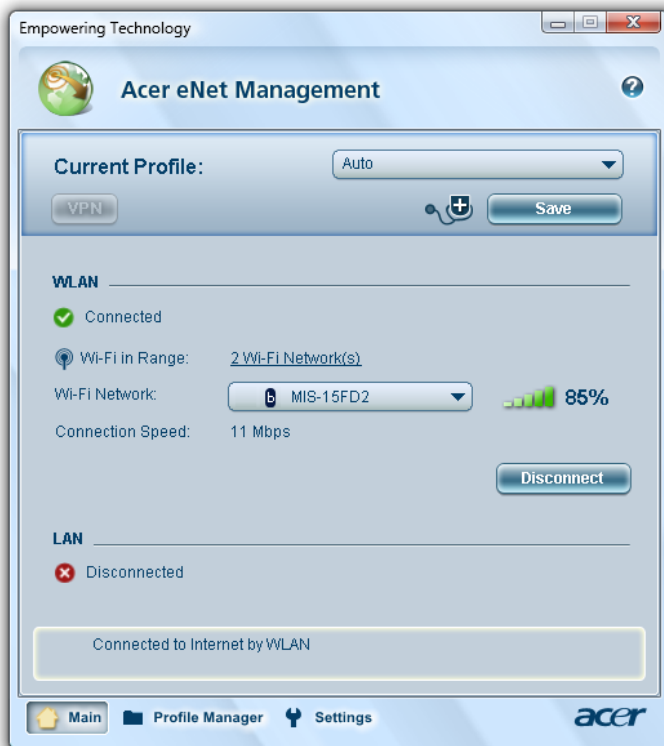 Empowering Technology
Acer eNet Management
Current Profile: Auto
VPN Save
WLAN
Connected
Wi-Fi in Range: 2 Wi-Fi Network(s)
Wi-Fi Network: b MIS-15FD2 85%
Connection Speed: 11 Mbps
Disconnect
LAN
Disconnected
Connected to Internet by WLAN
Main Profile Manager Settings acer